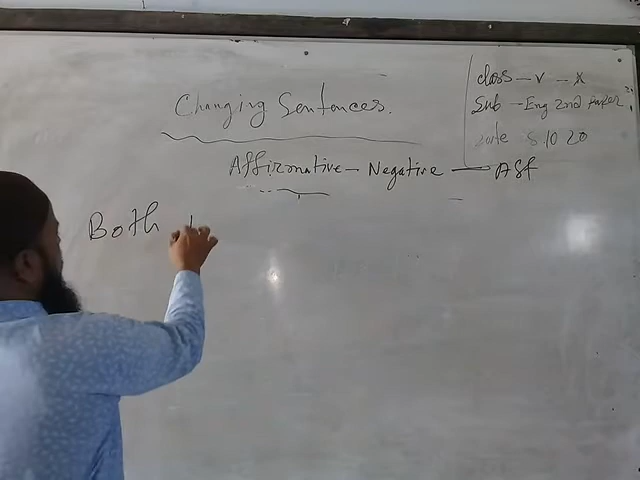 Class - V - X
Sub - Eng 2nd Paper
Date 8 10 20
Changing Sentences.
Affirmative - Negative - Asf
Both